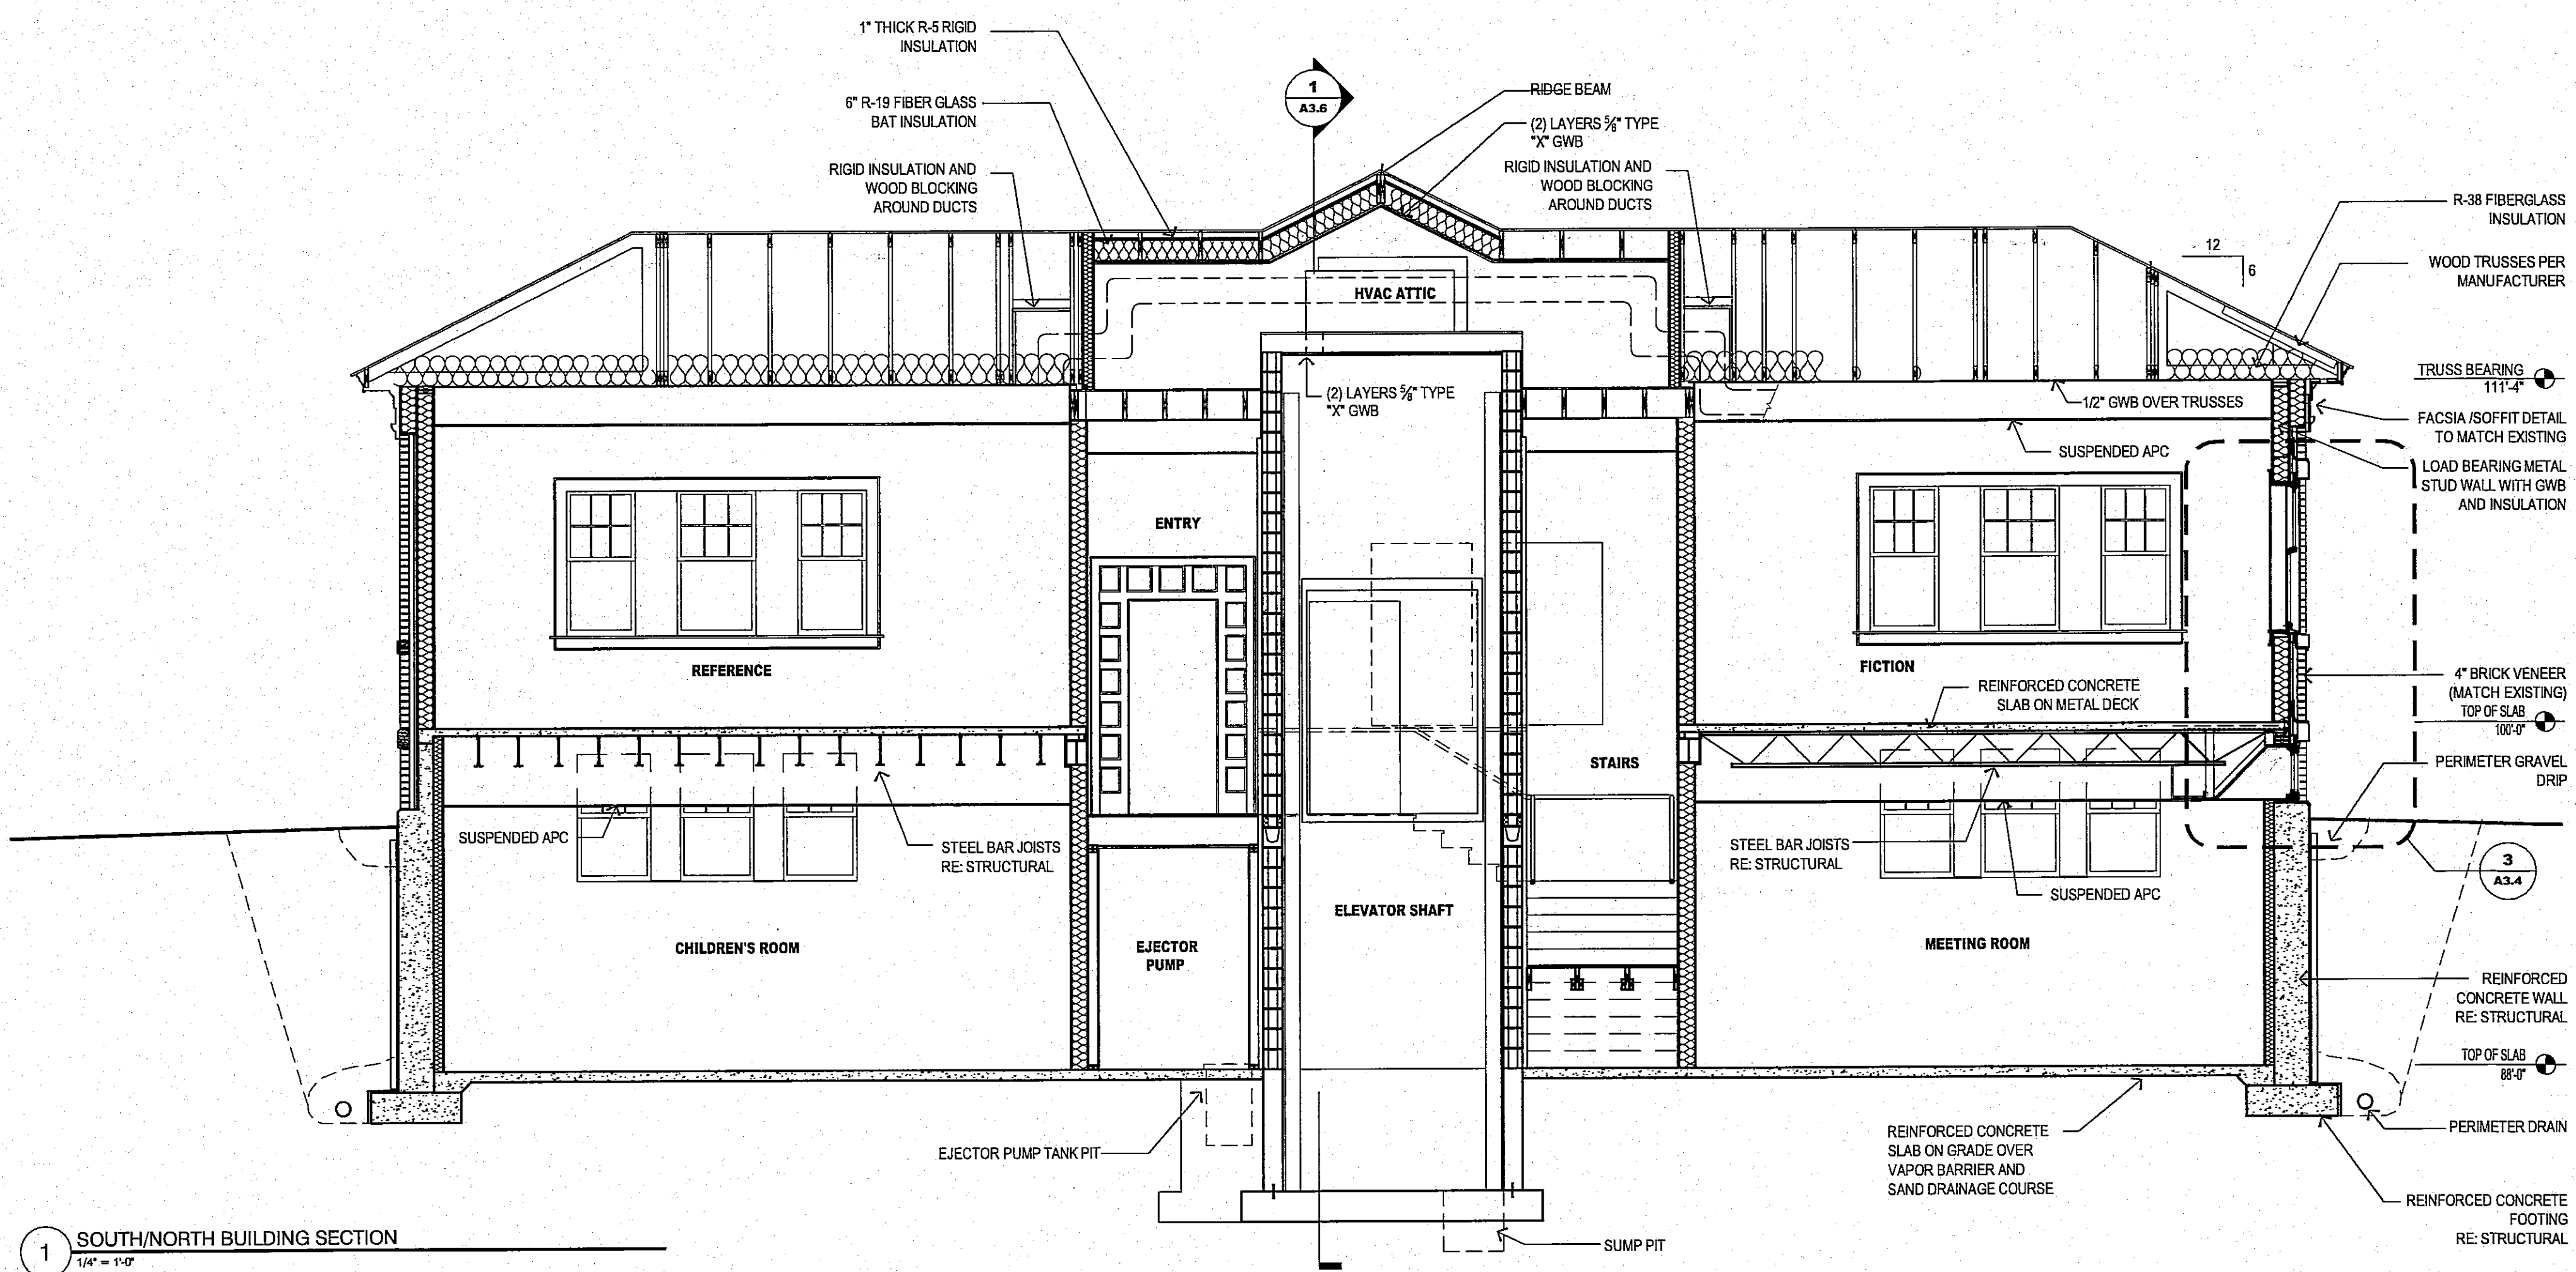 1" THICK R-5 RIGID
INSULATION
6" R-19 FIBER GLASS
BAT INSULATION
RIGID INSULATION AND
WOOD BLOCKING
AROUND DUCTS
1
A3.6
RIDGE BEAM
(2) LAYERS ⅝" TYPE
"X" GWB
RIGID INSULATION AND
WOOD BLOCKING
AROUND DUCTS
R-38 FIBERGLASS
INSULATION
12
6
WOOD TRUSSES PER
MANUFACTURER
HVAC ATTIC
TRUSS BEARING
111'-4"
(2) LAYERS ⅝" TYPE
"X" GWB
1/2" GWB OVER TRUSSES
FACSIA /SOFFIT DETAIL
TO MATCH EXISTING
SUSPENDED APC
LOAD BEARING METAL
STUD WALL WITH GWB
AND INSULATION
ENTRY
REFERENCE
FICTION
REINFORCED CONCRETE
SLAB ON METAL DECK
4" BRICK VENEER
(MATCH EXISTING)
TOP OF SLAB
100'-0"
STAIRS
PERIMETER GRAVEL
DRIP
SUSPENDED APC
STEEL BAR JOISTS
RE: STRUCTURAL
STEEL BAR JOISTS
RE: STRUCTURAL
SUSPENDED APC
3
A3.4
ELEVATOR SHAFT
CHILDREN'S ROOM
EJECTOR
PUMP
MEETING ROOM
REINFORCED
CONCRETE WALL
RE: STRUCTURAL
TOP OF SLAB
88'-0"
EJECTOR PUMP TANK PIT
REINFORCED CONCRETE
SLAB ON GRADE OVER
VAPOR BARRIER AND
SAND DRAINAGE COURSE
PERIMETER DRAIN
REINFORCED CONCRETE
FOOTING
RE: STRUCTURAL
SUMP PIT
1
SOUTH/NORTH BUILDING SECTION
1/4" = 1'-0"